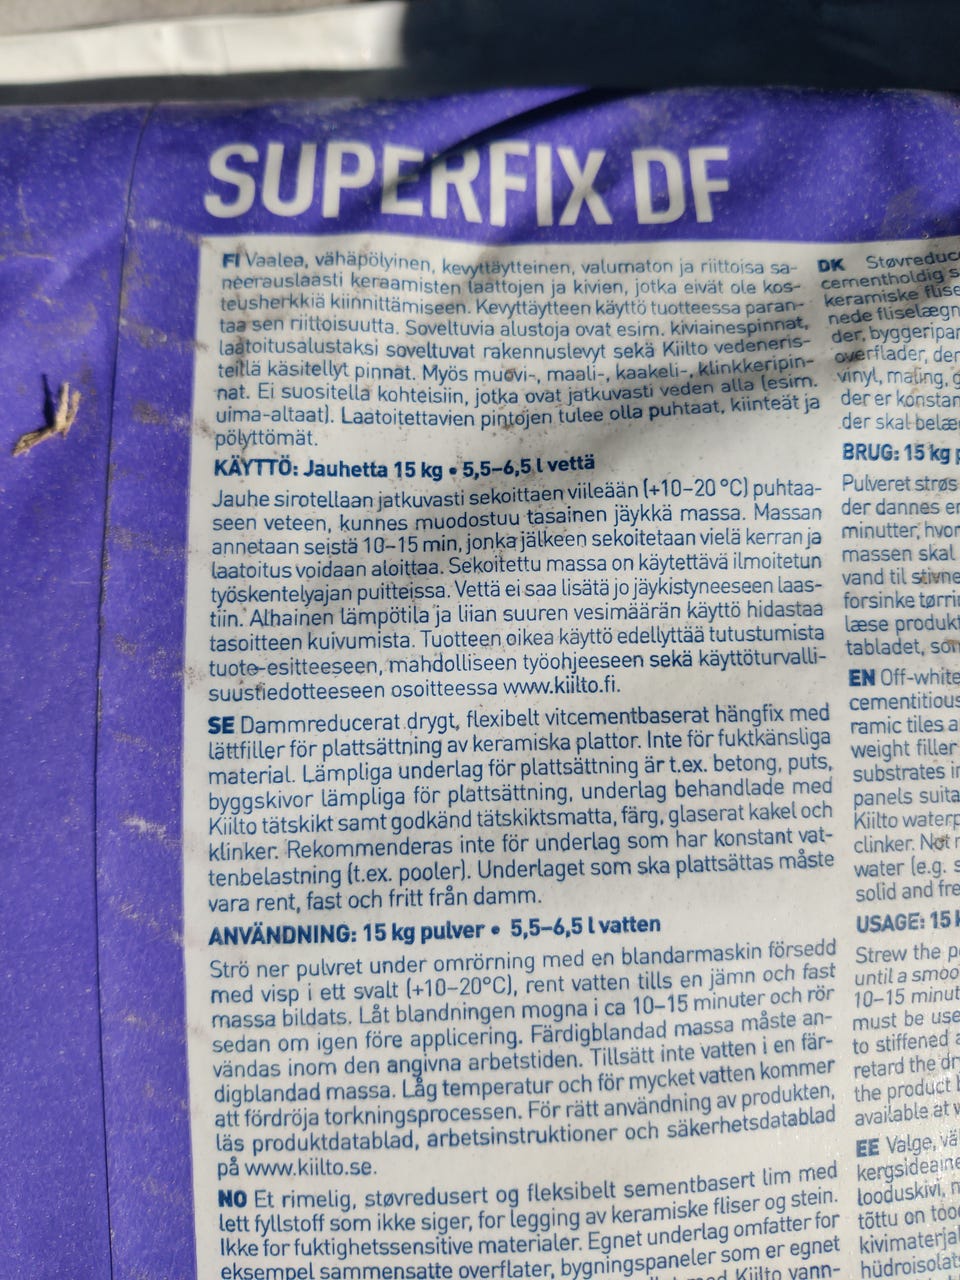 SUPERFIX DF
FI Vaalea, vähäpölyinen, kevyttäytteinen, valumaton ja riittoisa sa-
neerauslaasti keraamisten laattojen ja kivien, jotka eivät ole kos-
teusherkkiä kiinnittämiseen. Kevyttäytteen käyttö tuotteessa paran-
taa sen riittoisuutta. Soveltuvia alustoja ovat esim. kiviainespinnat,
laatoitusalustaksi soveltuvat rakennuslevyt sekä Kiilto vedeneris-
teillä käsitellyt pinnat. Myös muovi-, maali-, kaakeli-, klinkkeripin-
nat. Ei suositella kohteisiin, jotka ovat jatkuvasti veden alla (esim.
uima-altaat). Laatoitettavien pintojen tulee olla puhtaat, kiinteät ja
pölyttömät.
KÄYTTÖ: Jauhetta 15 kg • 5,5–6,5 l vettä
Jauhe sirotellaan jatkuvasti sekoittaen viileään (+10–20 °C) puhtaa-
seen veteen, kunnes muodostuu tasainen jäykkä massa. Massan
annetaan seistä 10–15 min, jonka jälkeen sekoitetaan vielä kerran ja
laatoitus voidaan aloittaa. Sekoitettu massa on käytettävä ilmoitetun
työskentelyajan puitteissa. Vettä ei saa lisätä jo jäykistyneeseen laas-
tiin. Alhainen lämpötila ja liian suuren vesimäärän käyttö hidastaa
tasoitteen kuivumista. Tuotteen oikea käyttö edellyttää tutustumista
tuote-esitteeseen, mahdolliseen työohjeeseen sekä käyttöturvalli-
suustiedotteeseen osoitteessa www.kiilto.fi.
SE Dammreducerat drygt, flexibelt vitcementbaserat hängfix med
lättfiller för plattsättning av keramiska plattor. Inte för fuktkänsliga
material. Lämpliga underlag för plattsättning är t.ex. betong, puts,
byggskivor lämpliga för plattsättning, underlag behandlade med
Kiilto tätskikt samt godkänd tätskiktsmatta, färg, glaserat kakel och
klinker. Rekommenderas inte för underlag som har konstant vat-
tenbelastning (t.ex. pooler). Underlaget som ska plattsättas måste
vara rent, fast och fritt från damm.
ANVÄNDNING: 15 kg pulver • 5,5–6,5 l vatten
Strö ner pulvret under omrörning med en blandarmaskin försedd
med visp i ett svalt (+10–20°C), rent vatten tills en jämn och fast
massa bildats. Låt blandningen mogna i ca 10–15 minuter och rör
sedan om igen före applicering. Färdigblandad massa måste an-
vändas inom den angivna arbetstiden. Tillsätt inte vatten i en fär-
digblandad massa. Låg temperatur och för mycket vatten kommer
att fördröja torkningsprocessen. För rätt användning av produkten,
läs produktdatablad, arbetsinstruktioner och säkerhetsdatablad
på www.kiilto.se.
NO Et rimelig, støvredusert og fleksibelt sementbasert lim med
lett fyllstoff som ikke siger, for legging av keramiske fliser og stein.
Ikke for fuktighetssensitive materialer. Egnet underlag omfatter for
eksempel sammensatte overflater, bygningspaneler som er egnet
med Kiilto vann-
DK Støvreduc
cementholdig s
keramiske flise
nede fliselægn
der, byggeripan
overflader, der
vinyl, maling, g
der er konstan
der skal belæ
BRUG: 15 kg p
Pulveret strøs
der dannes en
minutter, hvor
massen skal
vand til stivne
forsinke tørrin
læse produkt
tabladet, som
EN Off-white
cementitious
ramic tiles a
weight filler
substrates in
panels suita
Kiilto waterp
clinker. Not r
water (e.g. s
solid and fre
USAGE: 15 k
Strew the po
until a smoo
10–15 minut
must be use
to stiffened a
retard the dr
the product b
available at w
EE Valge, vä
kergsideaine
looduskivi, n
tõttu on too
kivimaterjal
hüdroisolats